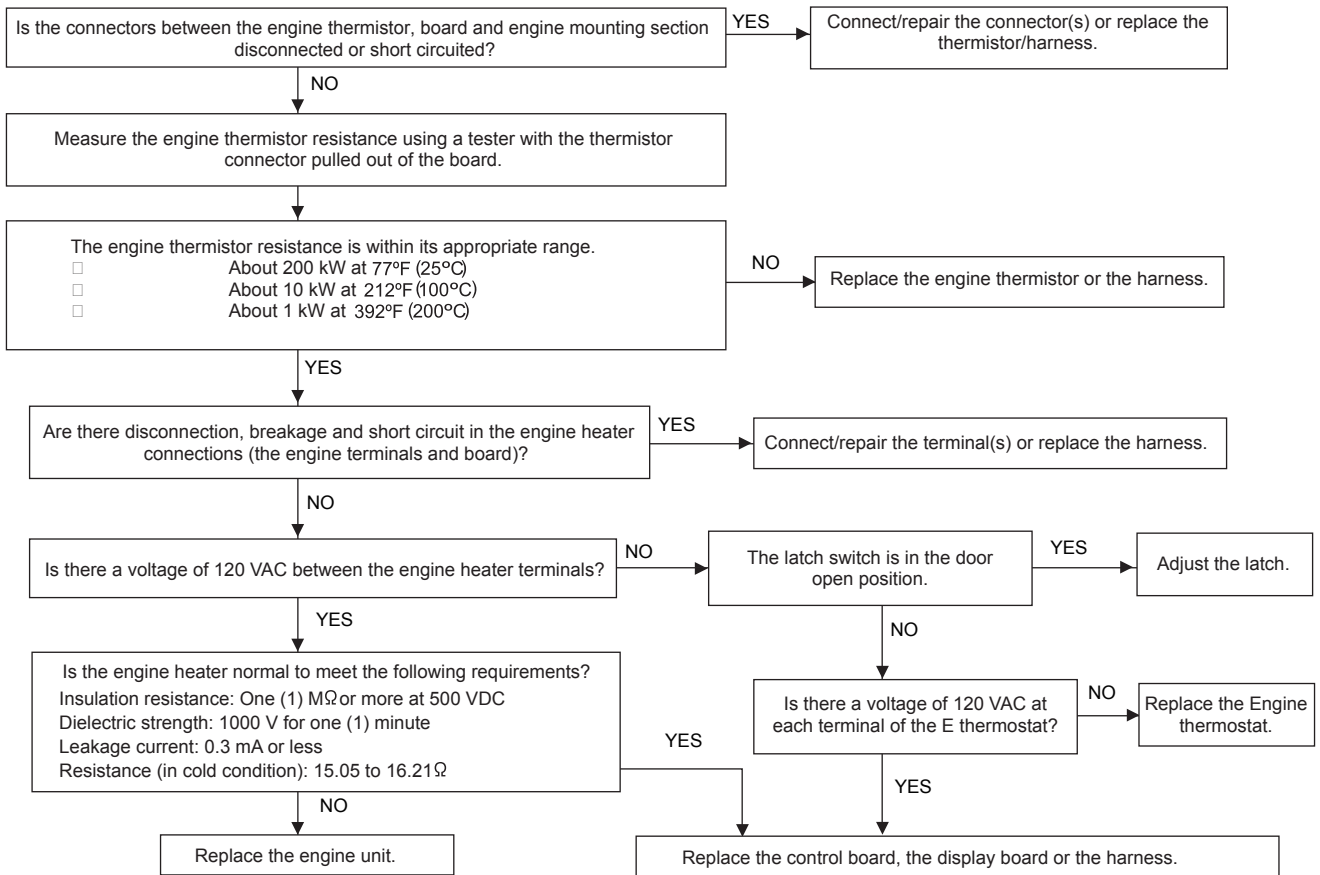 Is the connectors between the engine thermistor, board and engine mounting section
disconnected or short circuited?
YES
Connect/repair the connector(s) or replace the
thermistor/harness.
NO
Measure the engine thermistor resistance using a tester with the thermistor
connector pulled out of the board.
The engine thermistor resistance is within its appropriate range.
□ About 200 kW at 77ºF (25ºC)
□ About 10 kW at 212ºF (100ºC)
□ About 1 kW at 392ºF (200ºC)
NO
Replace the engine thermistor or the harness.
YES
Are there disconnection, breakage and short circuit in the engine heater
connections (the engine terminals and board)?
YES
Connect/repair the terminal(s) or replace the harness.
NO
Is there a voltage of 120 VAC between the engine heater terminals?
NO
The latch switch is in the door
open position.
YES
Adjust the latch.
YES
NO
Is the engine heater normal to meet the following requirements?
Insulation resistance: One (1) MΩ or more at 500 VDC
Dielectric strength: 1000 V for one (1) minute
Leakage current: 0.3 mA or less
Resistance (in cold condition): 15.05 to 16.21Ω
YES
Is there a voltage of 120 VAC at
each terminal of the E thermostat?
NO
Replace the Engine
thermostat.
YES
NO
Replace the engine unit.
Replace the control board, the display board or the harness.